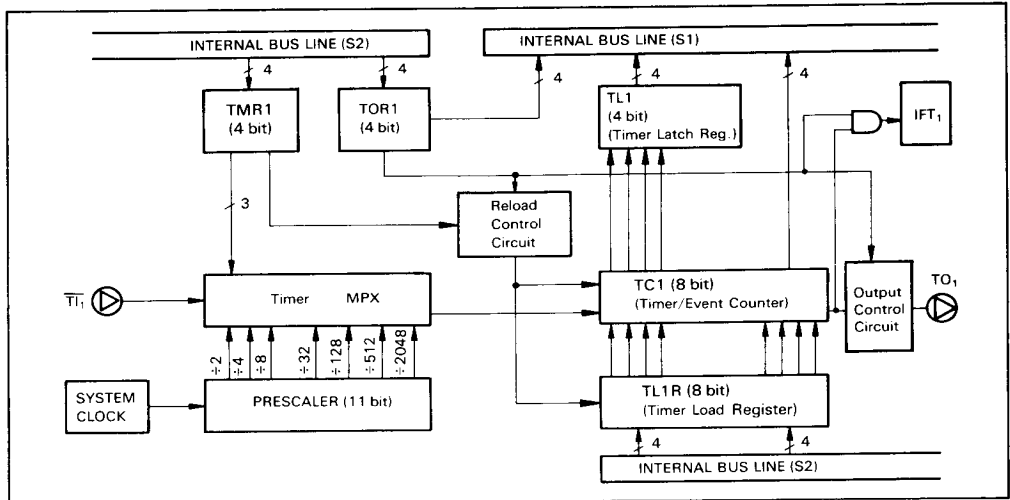 INTERNAL BUS LINE (S2)
INTERNAL BUS LINE (S1)
4
4
4
4
4
TMR1
(4 bit)
TOR1
(4 bit)
TL1
(4 bit)
(Timer Latch Reg.)
IFT₁
3
Reload
Control
Circuit
T̅I̅₁
Timer MPX
TC1 (8 bit)
(Timer/Event Counter)
Output
Control
Circuit
TO₁
÷2
÷4
÷8
÷32
÷128
÷512
÷2048
SYSTEM
CLOCK
PRESCALER (11 bit)
TL1R (8 bit)
(Timer Load Register)
4
4
INTERNAL BUS LINE (S2)